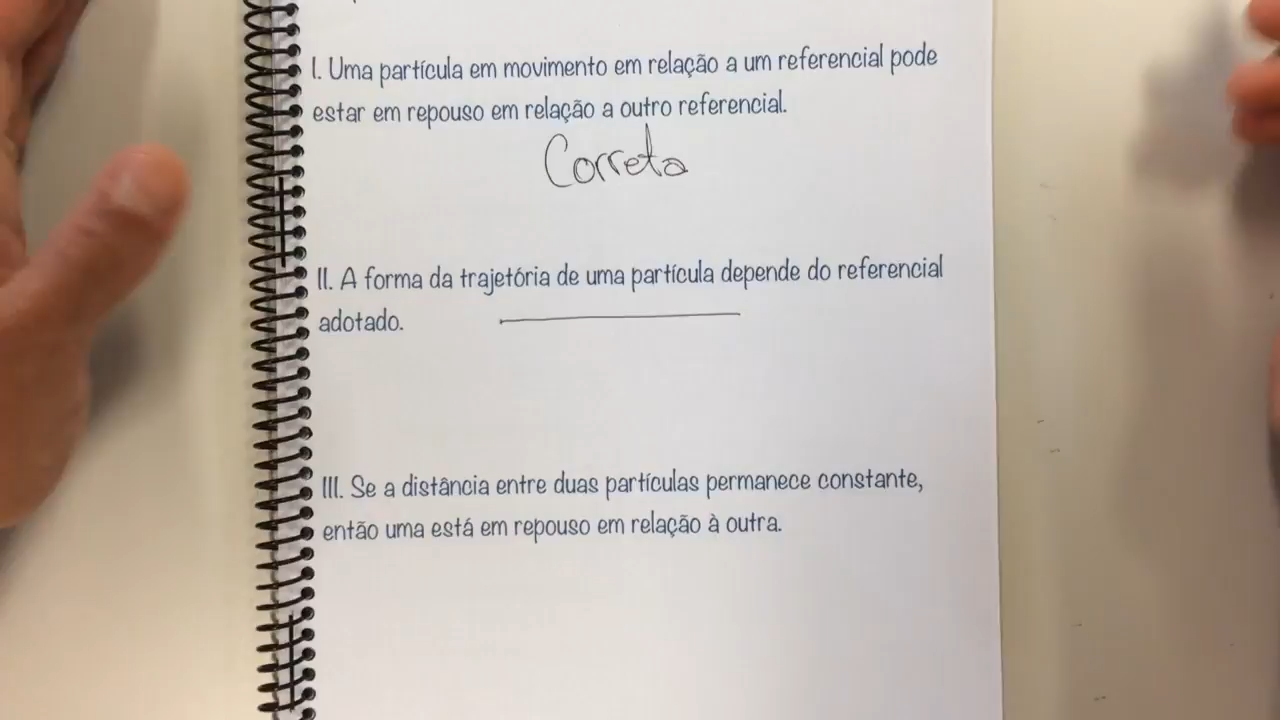 I. Uma partícula em movimento em relação a um referencial pode
estar em repouso em relação a outro referencial.
Correta
II. A forma da trajetória de uma partícula depende do referencial
adotado.
III. Se a distância entre duas partículas permanece constante,
então uma está em repouso em relação à outra.